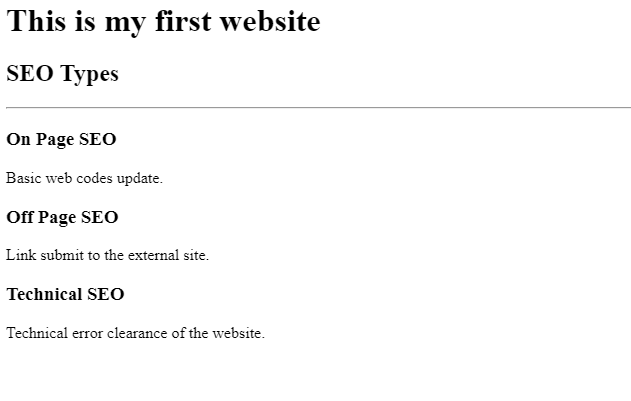 This is my first website
SEO Types
On Page SEO
Basic web codes update.
Off Page SEO
Link submit to the external site.
Technical SEO
Technical error clearance of the website.